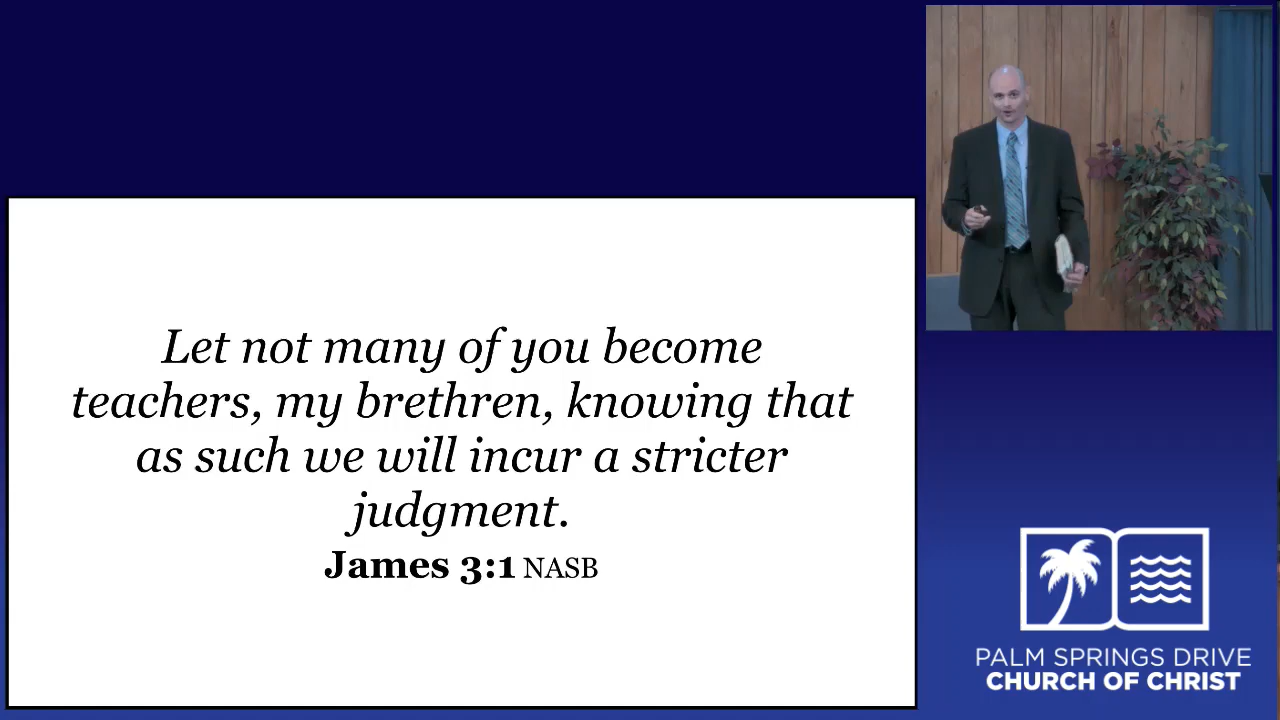 Let not many of you become
teachers, my brethren, knowing that
as such we will incur a stricter
judgment.
James 3:1 NASB
PALM SPRINGS DRIVE
CHURCH OF CHRIST